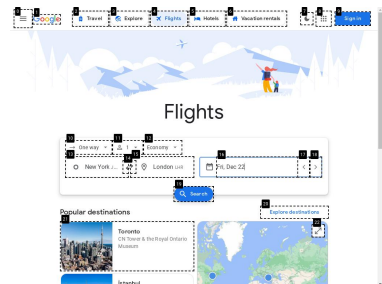 Google
Travel
Explore
Flights
Hotels
Vacation rentals
Sign in
Flights
One way
1
Economy
New York ...
London LHR
Fri, Dec 22
Search
Popular destinations
Explore destinations
Toronto
CN Tower & the Royal Ontario
Museum
Istanbul